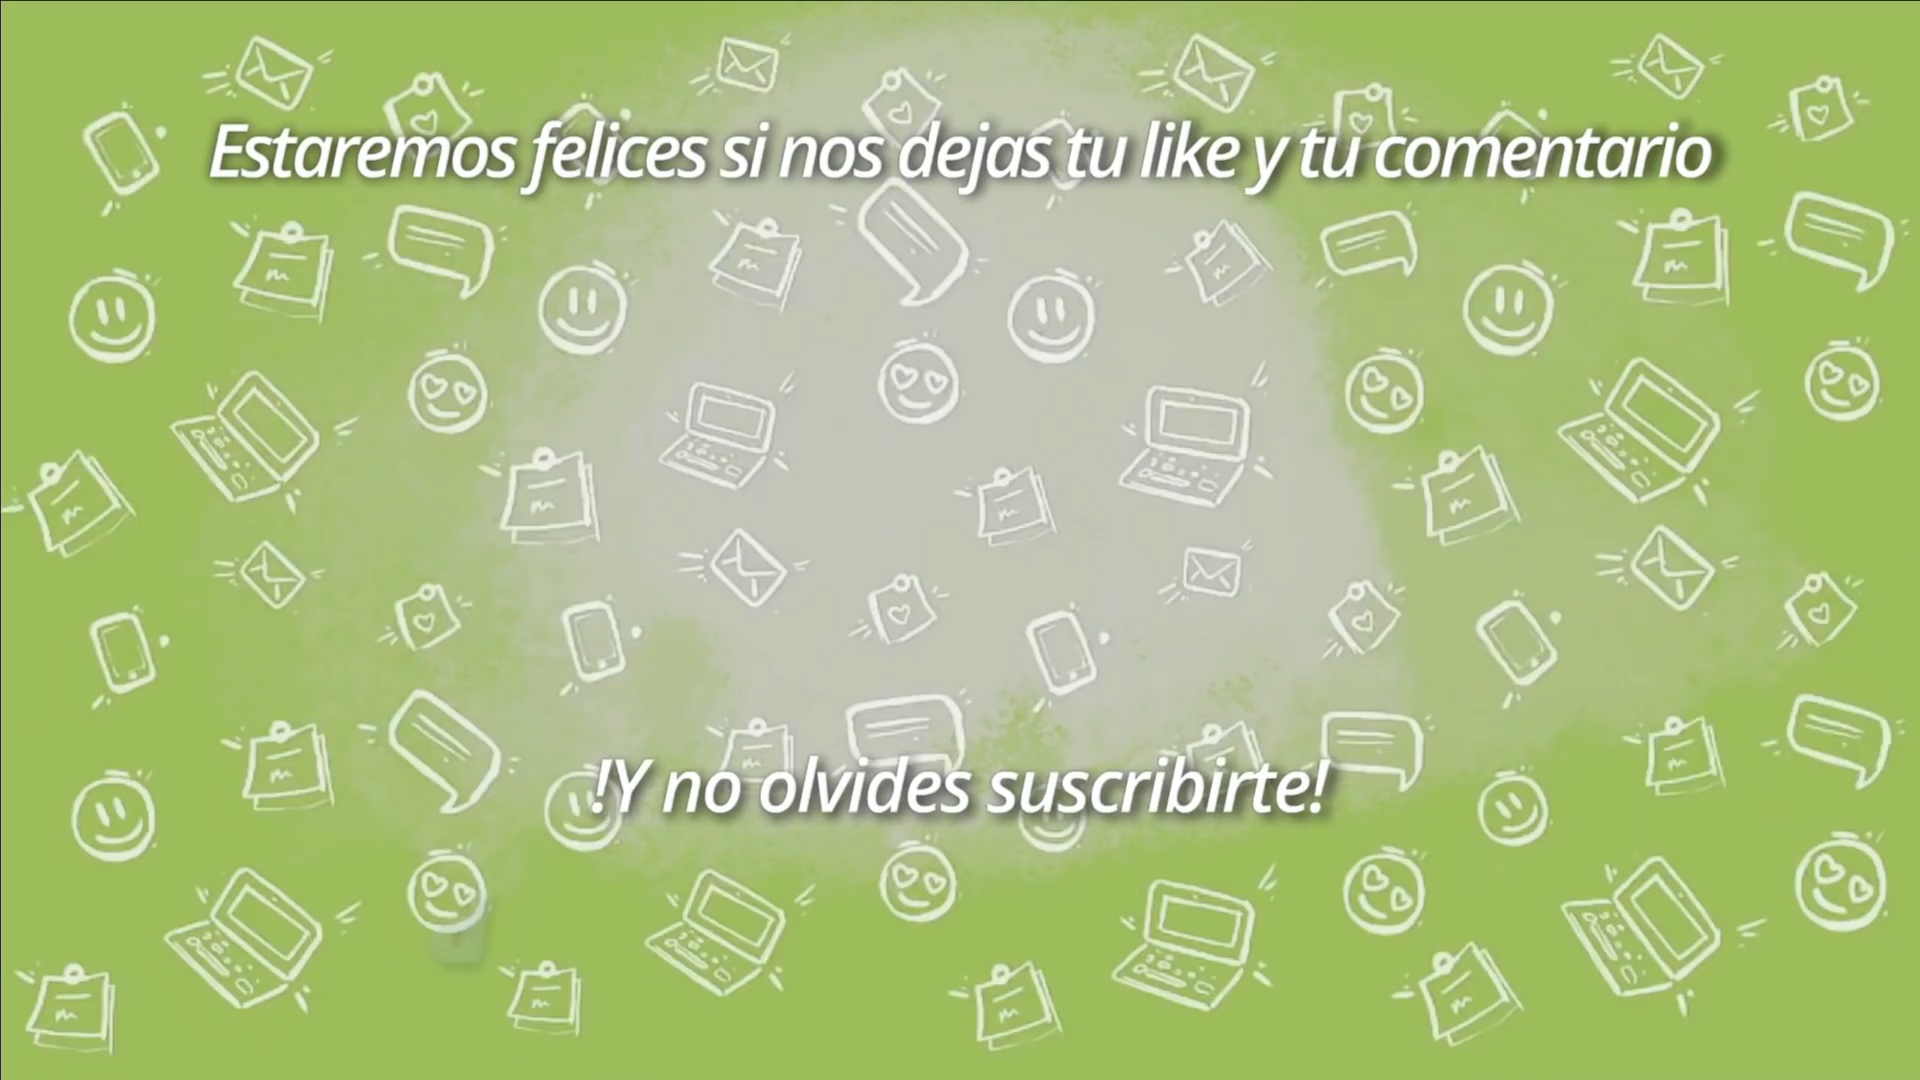 Estaremos felices si nos dejas tu like y tu comentario
!Y no olvides suscribirte!